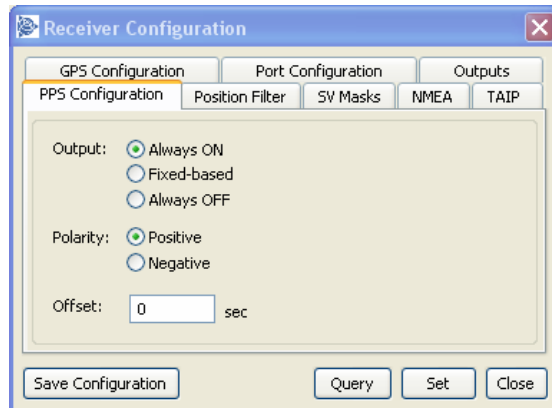 Receiver Configuration
GPS Configuration Port Configuration Outputs
PPS Configuration Position Filter SV Masks NMEA TAIP
Output: Always ON
Fixed-based
Always OFF
Polarity: Positive
Negative
Offset: 0 sec
Save Configuration Query Set Close